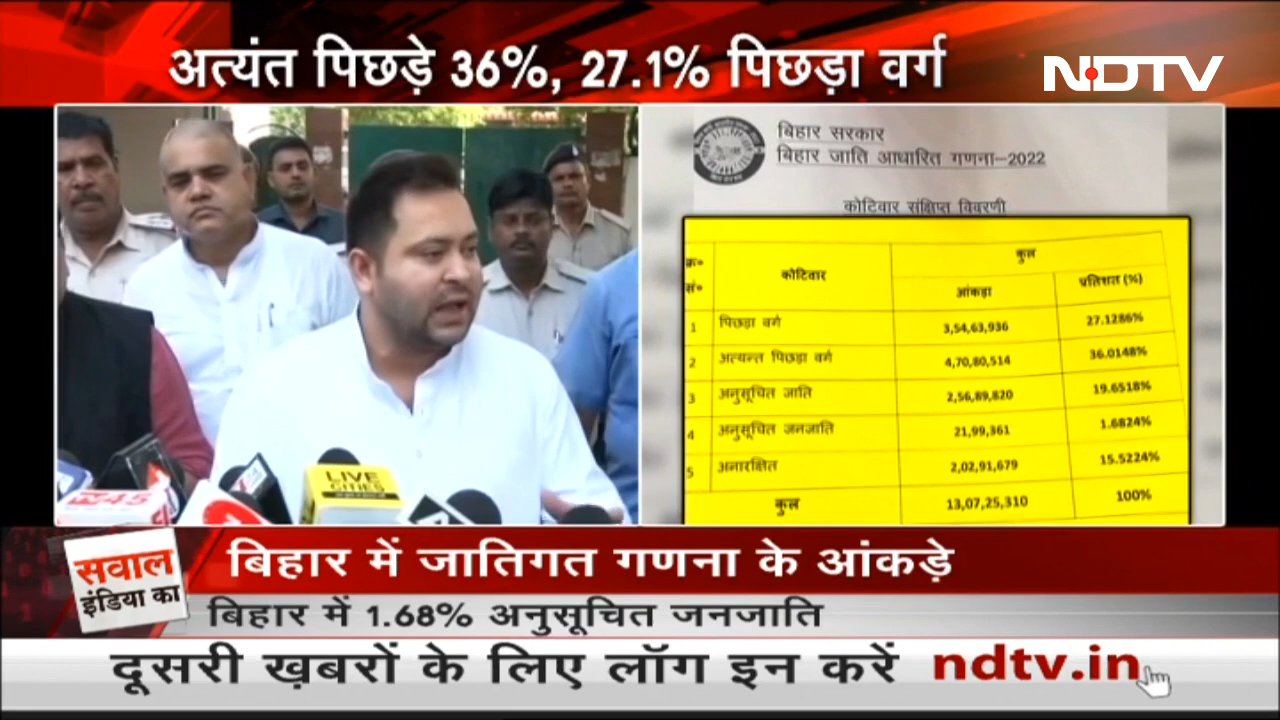 अत्यंत पिछड़े 36%, 27.1% पिछड़ा वर्ग
NDTV
बिहार सरकार
बिहार जाति आधारित गणना-2022
कोटिवार संक्षिप्त विवरणी
क्र० सं० कोटिवार कुल
आंकड़ा प्रतिशत (%)
1 पिछड़ा वर्ग 3,54,63,936 27.1286%
2 अत्यन्त पिछड़ा वर्ग 4,70,80,514 36.0148%
3 अनुसूचित जाति 2,56,89,820 19.6518%
4 अनुसूचित जनजाति 21,99,361 1.6824%
5 अनारक्षित 2,02,91,679 15.5224%
कुल 13,07,25,310 100%
LIVE
CITIES
सवाल
इंडिया का
बिहार में जातिगत गणना के आंकड़े
बिहार में 1.68% अनुसूचित जनजाति
दूसरी ख़बरों के लिए लॉग इन करें ndtv.in